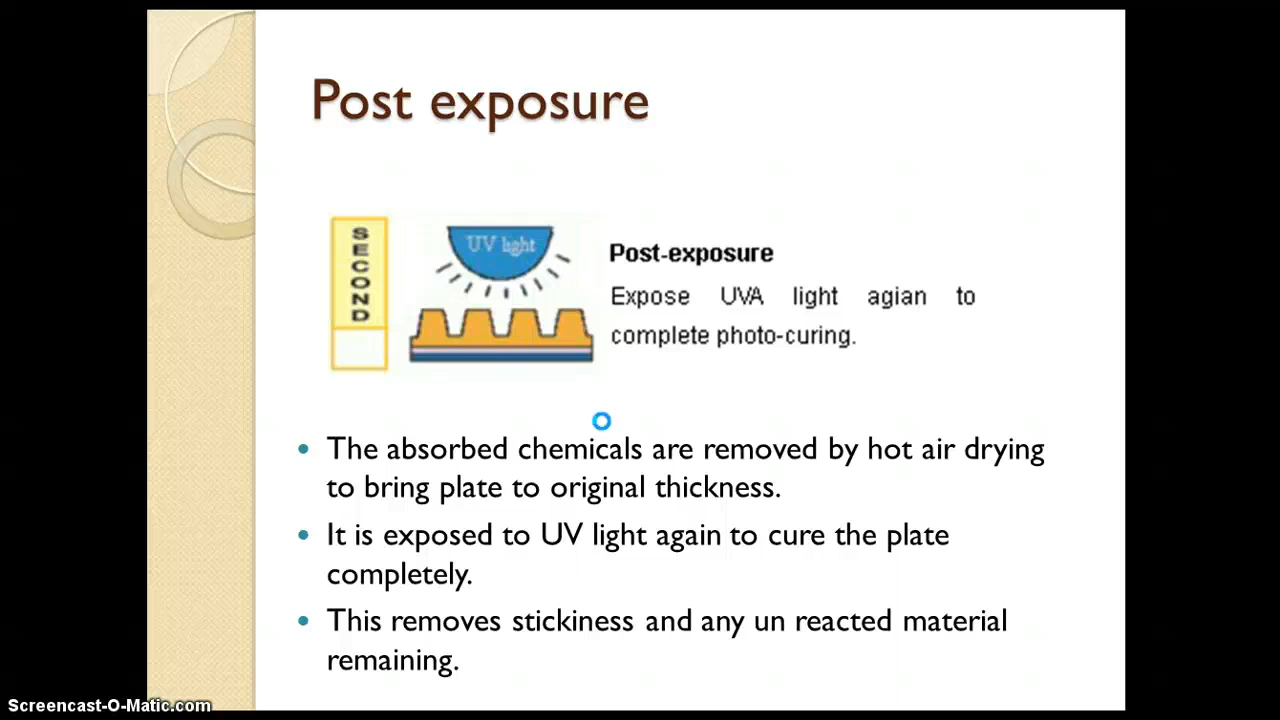 Post exposure
SECOND
UV light
Post-exposure
Expose UVA light agian to
complete photo-curing.
The absorbed chemicals are removed by hot air drying
to bring plate to original thickness.
It is exposed to UV light again to cure the plate
completely.
This removes stickiness and any un reacted material
remaining.
Screencast-O-Matic.com